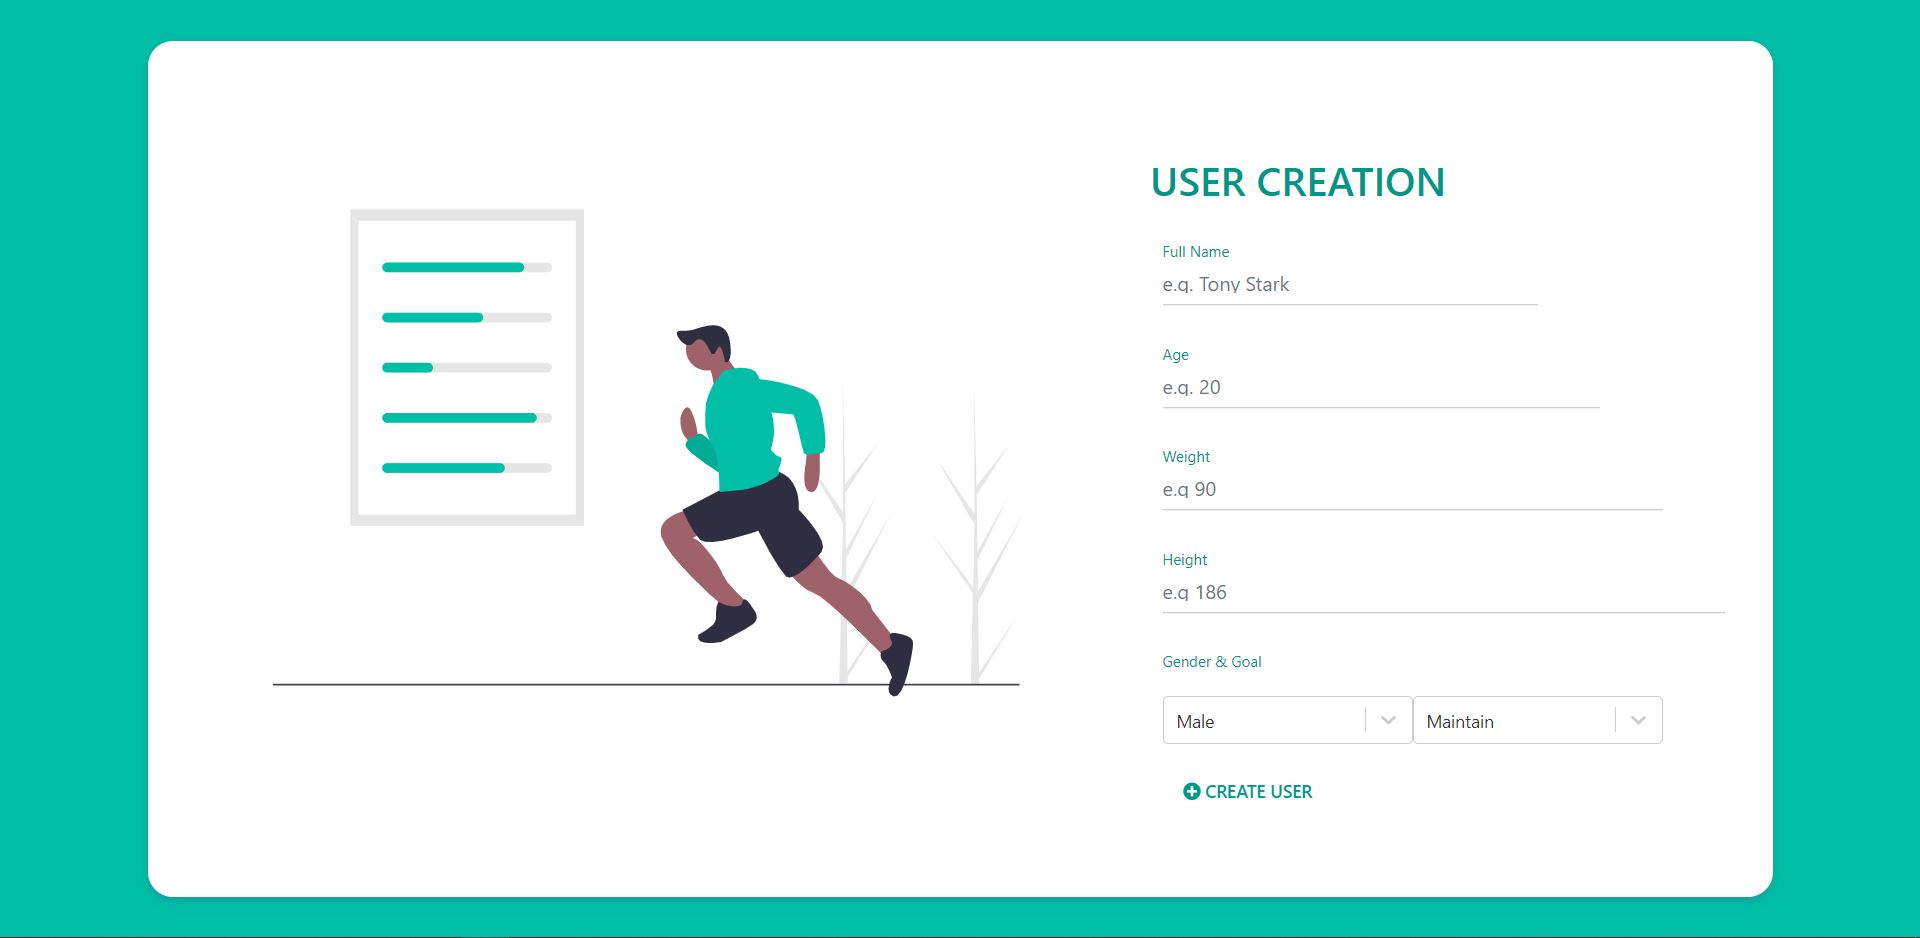 USER CREATION
Full Name
e.g. Tony Stark
Age
e.g. 20
Weight
e.g 90
Height
e.g 186
Gender & Goal
Male Maintain
CREATE USER